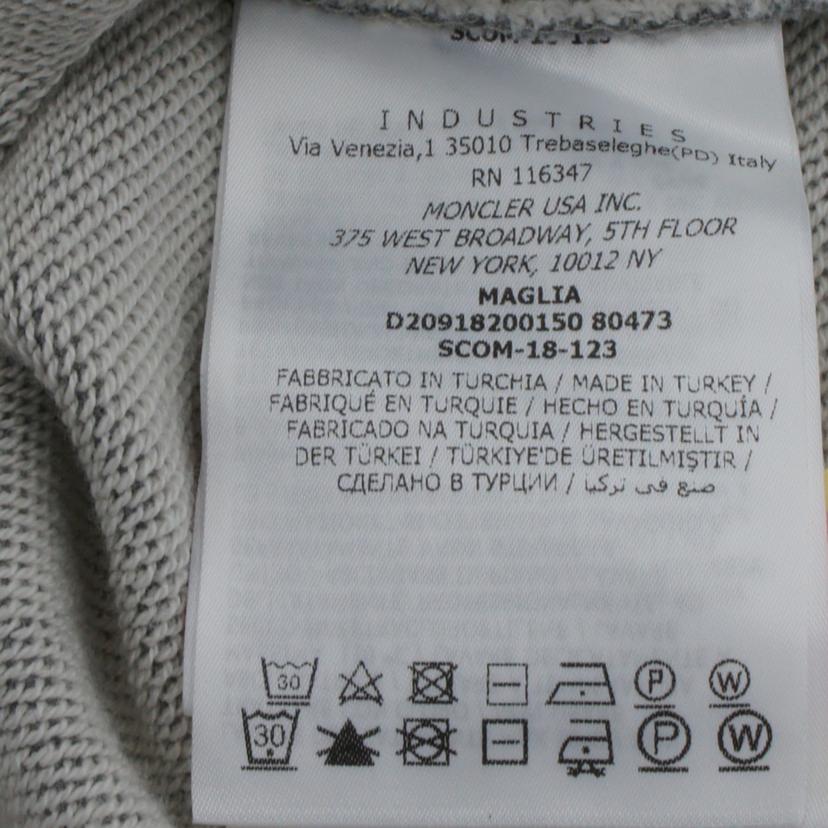 SCOM-18-123
INDUSTRIES
Via Venezia,1 35010 Trebaseleghe(PD) Italy
RN 116347
MONCLER USA INC.
375 WEST BROADWAY, 5TH FLOOR
NEW YORK, 10012 NY
MAGLIA
D20918200150 80473
SCOM-18-123
FABBRICATO IN TURCHIA / MADE IN TURKEY /
FABRIQUÉ EN TURQUIE / HECHO EN TURQUÍA /
FABRICADO NA TURQUIA / HERGESTELLT IN
DER TÜRKEI / TÜRKIYE'DE ÜRETILMIŞTIR /
СДЕЛАНО В ТУРЦИИ / صنع في تركيا
30 P W
30 P W